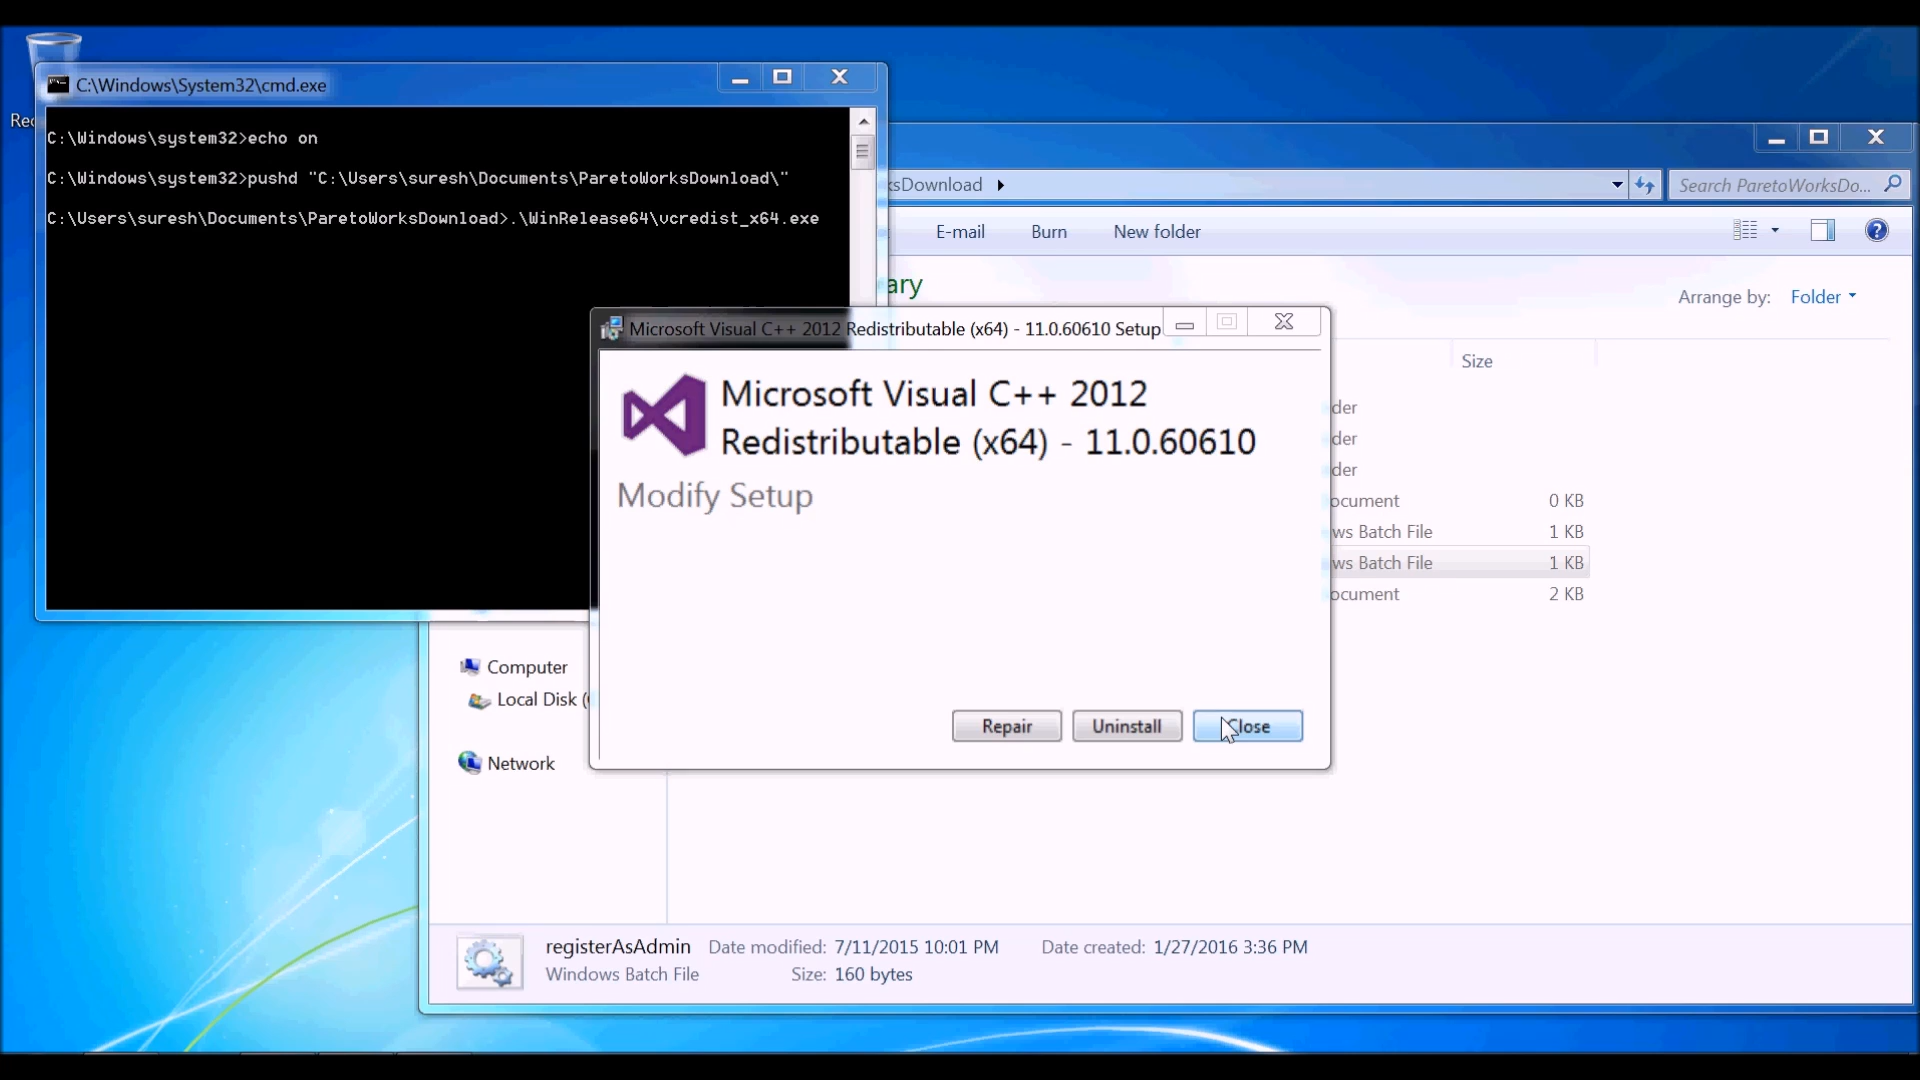 Rec
C:\Windows\System32\cmd.exe
C:\Windows\system32>echo on
C:\Windows\system32>pushd "C:\Users\suresh\Documents\ParetoWorksDownload\"
C:\Users\suresh\Documents\ParetoWorksDownload>.\WinRelease64\vcredist_x64.exe
ksDownload
Search ParetoWorksDo...
E-mail
Burn
New folder
ary
Arrange by:
Folder
Microsoft Visual C++ 2012 Redistributable (x64) - 11.0.60610 Setup
Microsoft Visual C++ 2012
Redistributable (x64) - 11.0.60610
Modify Setup
Repair
Uninstall
Close
Size
der
der
der
ocument 0 KB
ws Batch File 1 KB
ws Batch File 1 KB
ocument 2 KB
Computer
Local Disk (
Network
registerAsAdmin Date modified: 7/11/2015 10:01 PM Date created: 1/27/2016 3:36 PM
Windows Batch File Size: 160 bytes